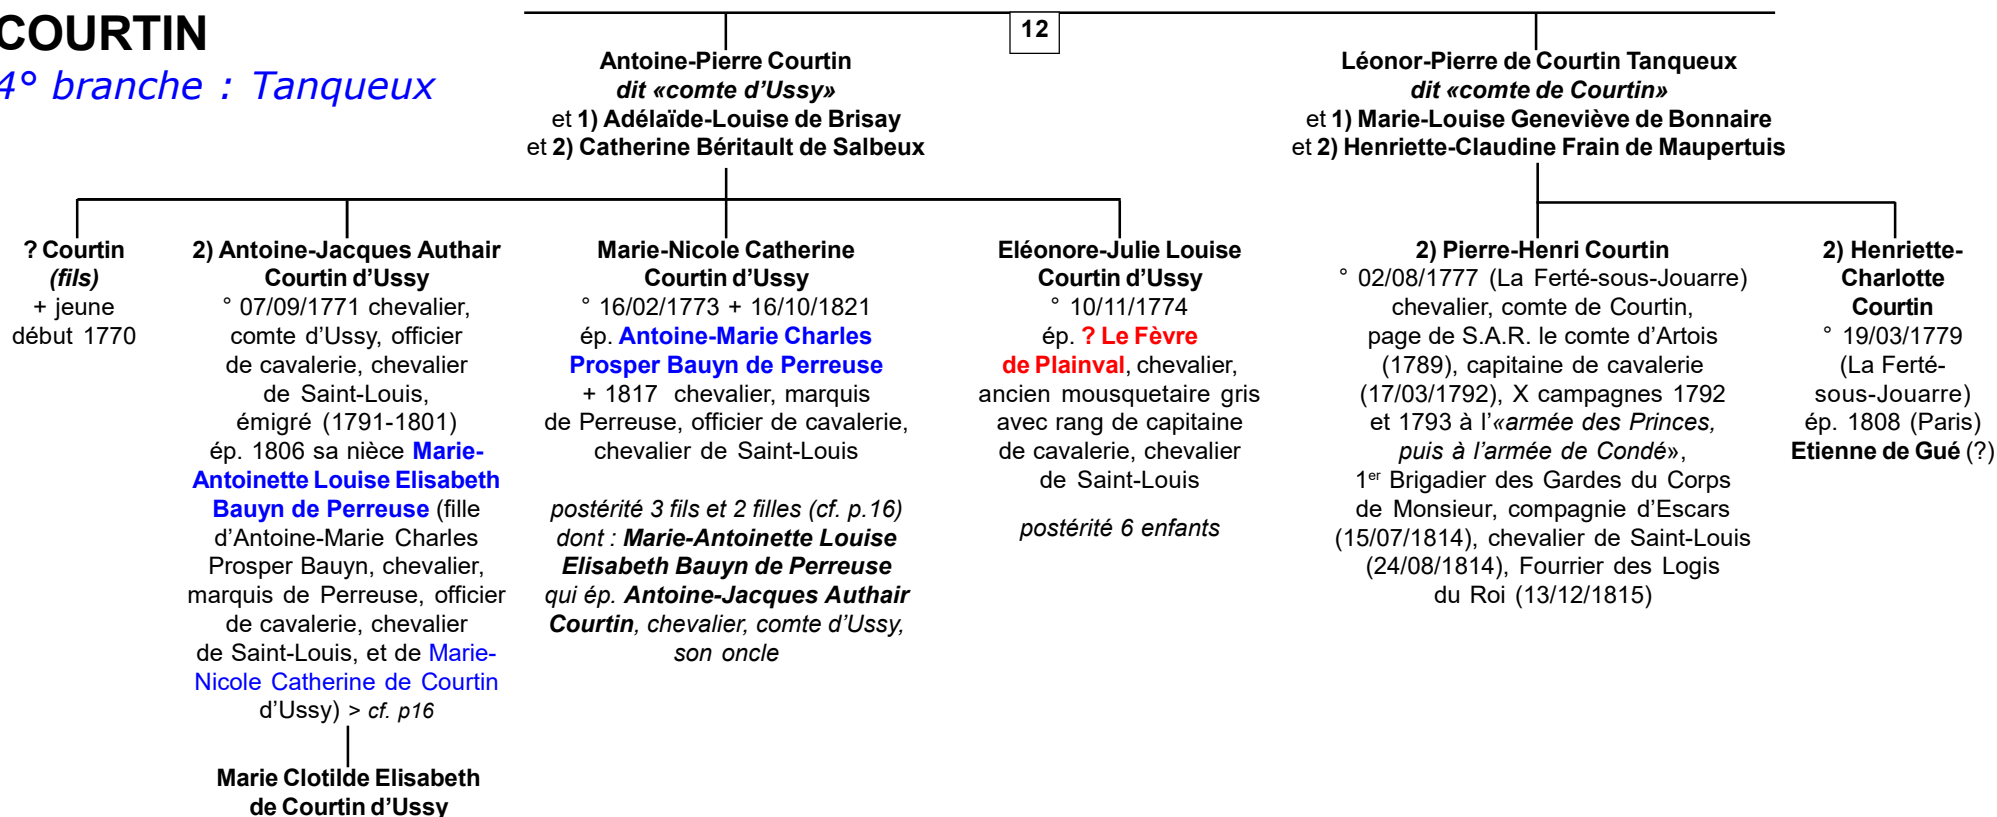 COURTIN
4° branche : Tanqueux
12
Antoine-Pierre Courtin
dit «comte d’Ussy»
et 1) Adélaïde-Louise de Brisay
et 2) Catherine Béritault de Salbeux
Léonor-Pierre de Courtin Tanqueux
dit «comte de Courtin»
et 1) Marie-Louise Geneviève de Bonnaire
et 2) Henriette-Claudine Frain de Maupertuis
? Courtin
(fils)
+ jeune
début 1770
2) Antoine-Jacques Authair
Courtin d’Ussy
° 07/09/1771 chevalier,
comte d’Ussy, officier
de cavalerie, chevalier
de Saint-Louis,
émigré (1791-1801)
ép. 1806 sa nièce Marie-
Antoinette Louise Elisabeth
Bauyn de Perreuse (fille
d’Antoine-Marie Charles
Prosper Bauyn, chevalier,
marquis de Perreuse, officier
de cavalerie, chevalier
de Saint-Louis, et de Marie-
Nicole Catherine de Courtin
d’Ussy) > cf. p16
Marie Clotilde Elisabeth
de Courtin d’Ussy
Marie-Nicole Catherine
Courtin d’Ussy
° 16/02/1773 + 16/10/1821
ép. Antoine-Marie Charles
Prosper Bauyn de Perreuse
+ 1817 chevalier, marquis
de Perreuse, officier de cavalerie,
chevalier de Saint-Louis
postérité 3 fils et 2 filles (cf. p.16)
dont : Marie-Antoinette Louise
Elisabeth Bauyn de Perreuse
qui ép. Antoine-Jacques Authair
Courtin, chevalier, comte d’Ussy,
son oncle
Eléonore-Julie Louise
Courtin d’Ussy
° 10/11/1774
ép. ? Le Fèvre
de Plainval, chevalier,
ancien mousquetaire gris
avec rang de capitaine
de cavalerie, chevalier
de Saint-Louis
postérité 6 enfants
2) Pierre-Henri Courtin
° 02/08/1777 (La Ferté-sous-Jouarre)
chevalier, comte de Courtin,
page de S.A.R. le comte d’Artois
(1789), capitaine de cavalerie
(17/03/1792), X campagnes 1792
et 1793 à l’«armée des Princes,
puis à l’armée de Condé»,
1er Brigadier des Gardes du Corps
de Monsieur, compagnie d’Escars
(15/07/1814), chevalier de Saint-Louis
(24/08/1814), Fourrier des Logis
du Roi (13/12/1815)
2) Henriette-
Charlotte
Courtin
° 19/03/1779
(La Ferté-
sous-Jouarre)
ép. 1808 (Paris)
Etienne de Gué (?)